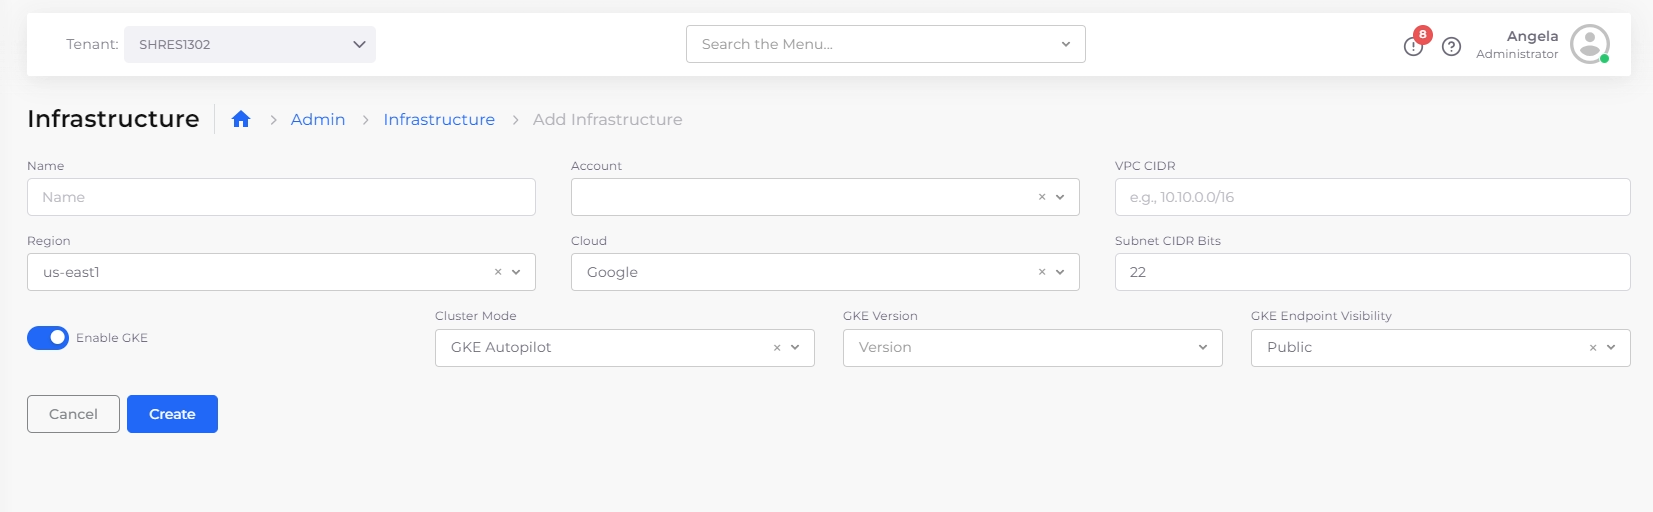 Tenant: SHRES1302
Search the Menu...
8
Angela
Administrator
Infrastructure
Admin > Infrastructure > Add Infrastructure
Name
Account
VPC CIDR
Name
e.g., 10.10.0.0/16
Region
Cloud
Subnet CIDR Bits
us-east1
Google
22
Enable GKE
Cluster Mode
GKE Version
GKE Endpoint Visibility
GKE Autopilot
Version
Public
Cancel
Create